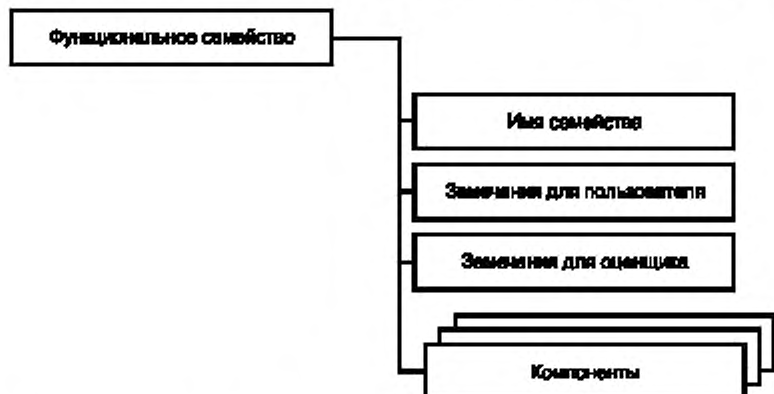 Функциональное семейство
Имя семейства
Замечания для пользователя
Замечания для оценщика
Компоненты